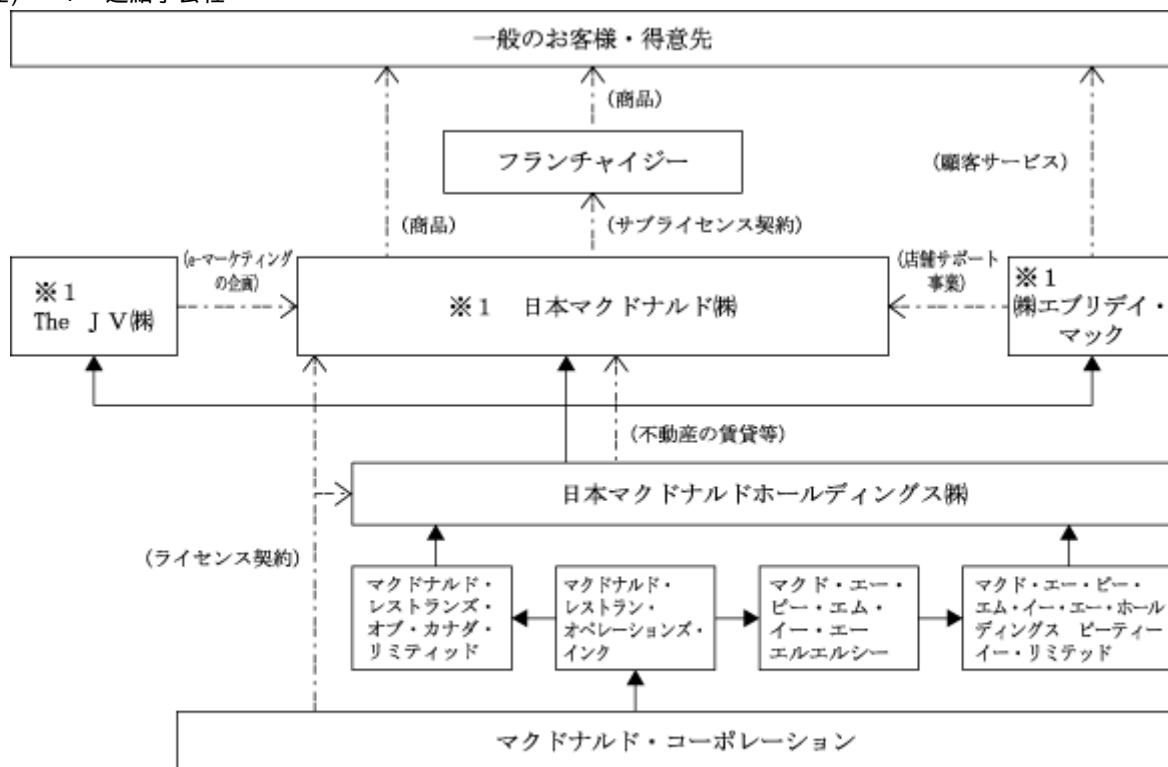 一般のお客様・得意先
(商品)
フランチャイジー
(顧客サービス)
(商品)
(サブライセンス契約)
(e-マーケティング
の企画)
(店舗サポート
事業)
※1
The JV㈱
※1 日本マクドナルド㈱
※1
㈱エブリデイ・
マック
(不動産の賃貸等)
日本マクドナルドホールディングス㈱
(ライセンス契約)
マクドナルド・
レストランズ・
オブ・カナダ・
リミティッド
マクドナルド・
レストラン・
オペレーションズ・
インク
マクド・エー・
ピー・エム・
イー・エー
エルエルシー
マクド・エー・ピー・
エム・イー・エー・ホール
ディングス ピーティー
イー・リミテッド
マクドナルド・コーポレーション